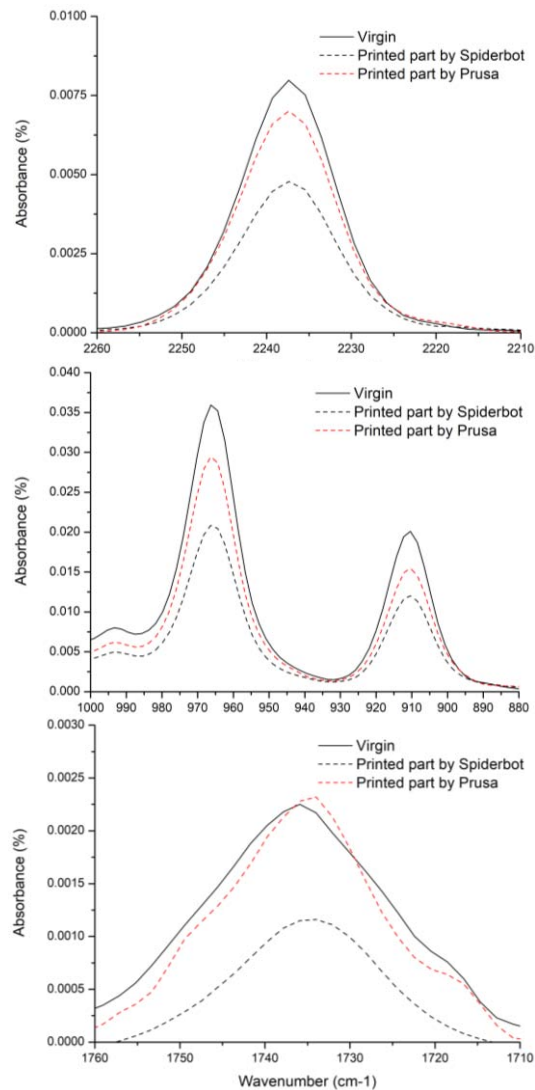 0.0100
0.0075
0.0050
0.0025
0.0000
Absorbance (%)
Virgin
Printed part by Spiderbot
Printed part by Prusa
2260 2250 2240 2230 2220 2210
0.040
0.035
0.030
0.025
0.020
0.015
0.010
0.005
0.000
Absorbance (%)
Virgin
Printed part by Spiderbot
Printed part by Prusa
1000 990 980 970 960 950 940 930 920 910 900 890 880
0.0030
0.0025
0.0020
0.0015
0.0010
0.0005
0.0000
Absorbance (%)
Virgin
Printed part by Spiderbot
Printed part by Prusa
1760 1750 1740 1730 1720 1710
Wavenumber (cm-1)